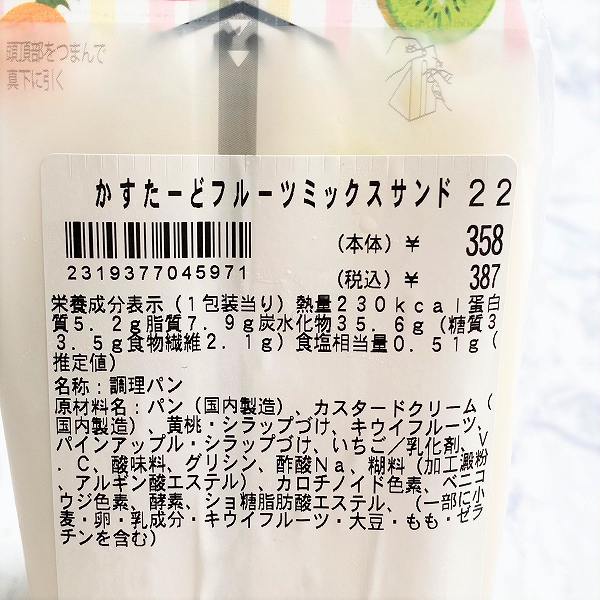 頭頂部をつまんで
真下に引く
かすたーどフルーツミックスサンド 22
(本体) ¥ 358
2319377045971
(税込) ¥ 387
栄養成分表示(1包装当り)熱量230kcal蛋白
質5.2g脂質7.9g炭水化物35.6g(糖質3
3.5g食物繊維2.1g)食塩相当量0.51g(
推定値)
名称:調理パン
原材料名:パン(国内製造)、カスタードクリーム(
国内製造)、黄桃・シラップづけ、キウイフルーツ、
パインアップル・シラップづけ、いちご/乳化剤、V
.C、酸味料、グリシン、酢酸Na、糊料(加工澱粉
、アルギン酸エステル)、カロチノイド色素、ベニコ
ウジ色素、酵素、ショ糖脂肪酸エステル、(一部に小
麦・卵・乳成分・キウイフルーツ・大豆・もも・ゼラ
チンを含む)